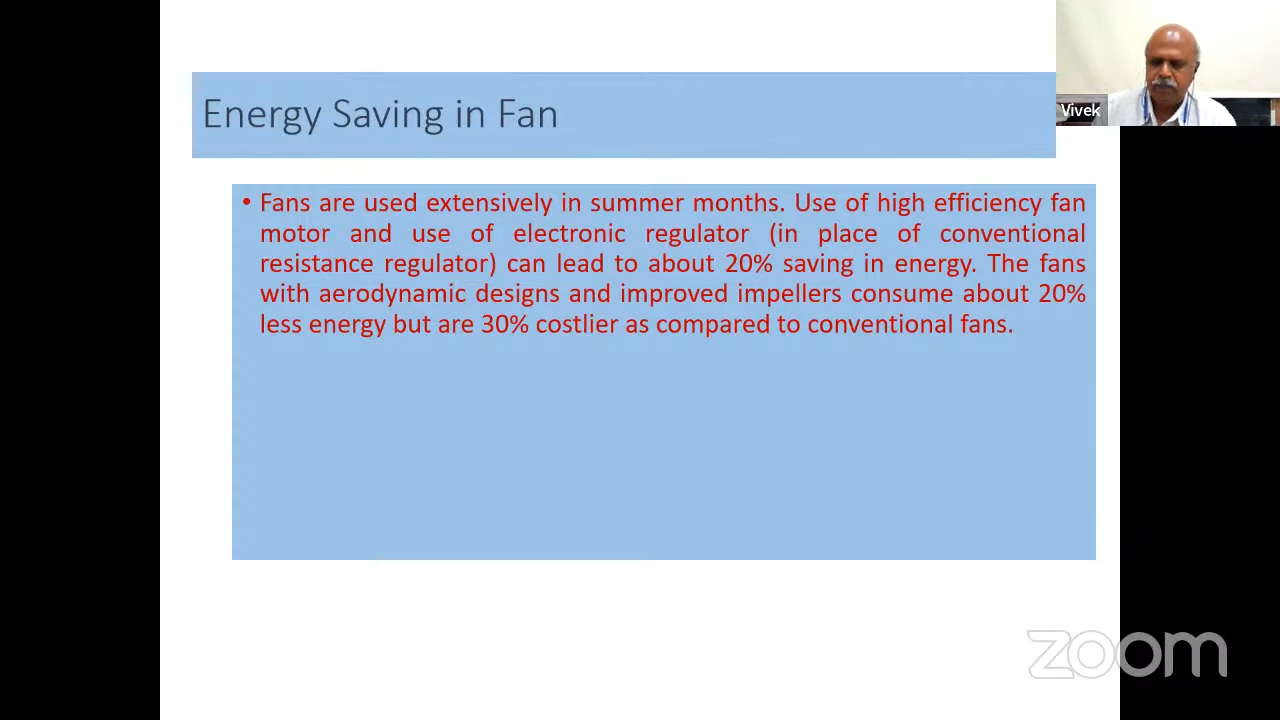 Energy Saving in Fan
Vivek
• Fans are used extensively in summer months. Use of high efficiency fan
motor and use of electronic regulator (in place of conventional
resistance regulator) can lead to about 20% saving in energy. The fans
with aerodynamic designs and improved impellers consume about 20%
less energy but are 30% costlier as compared to conventional fans.
zoom